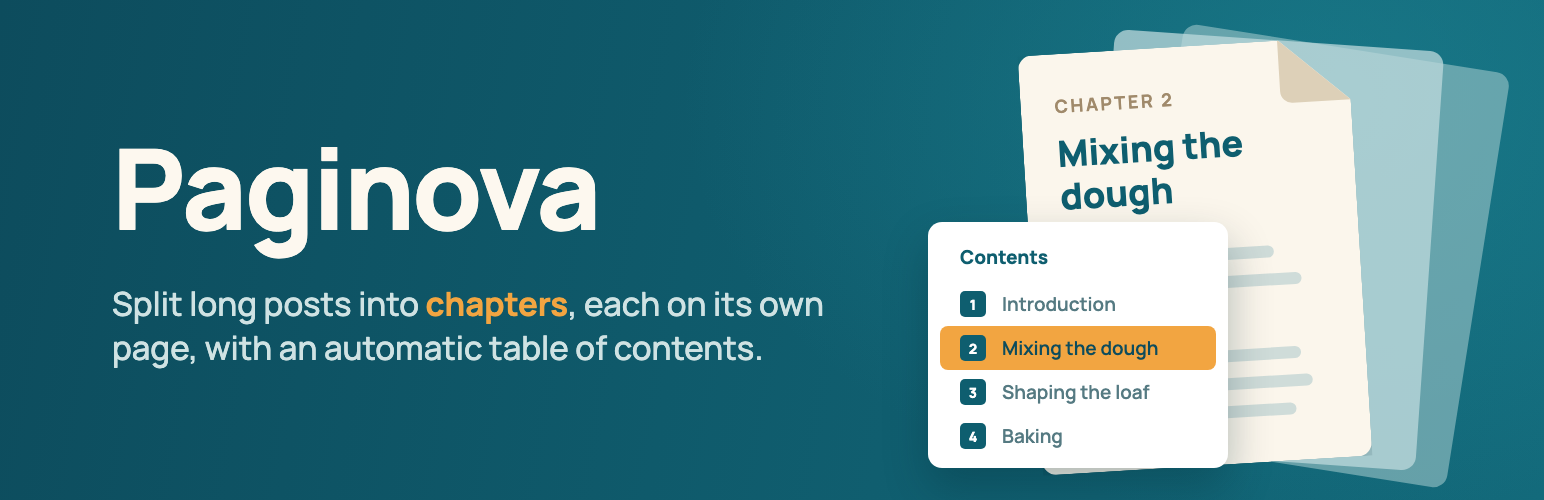 Paginova
Split long posts into chapters, each on its own
page, with an automatic table of contents.
CHAPTER 2
Mixing the
dough
Contents
1 Introduction
2 Mixing the dough
3 Shaping the loaf
4 Baking